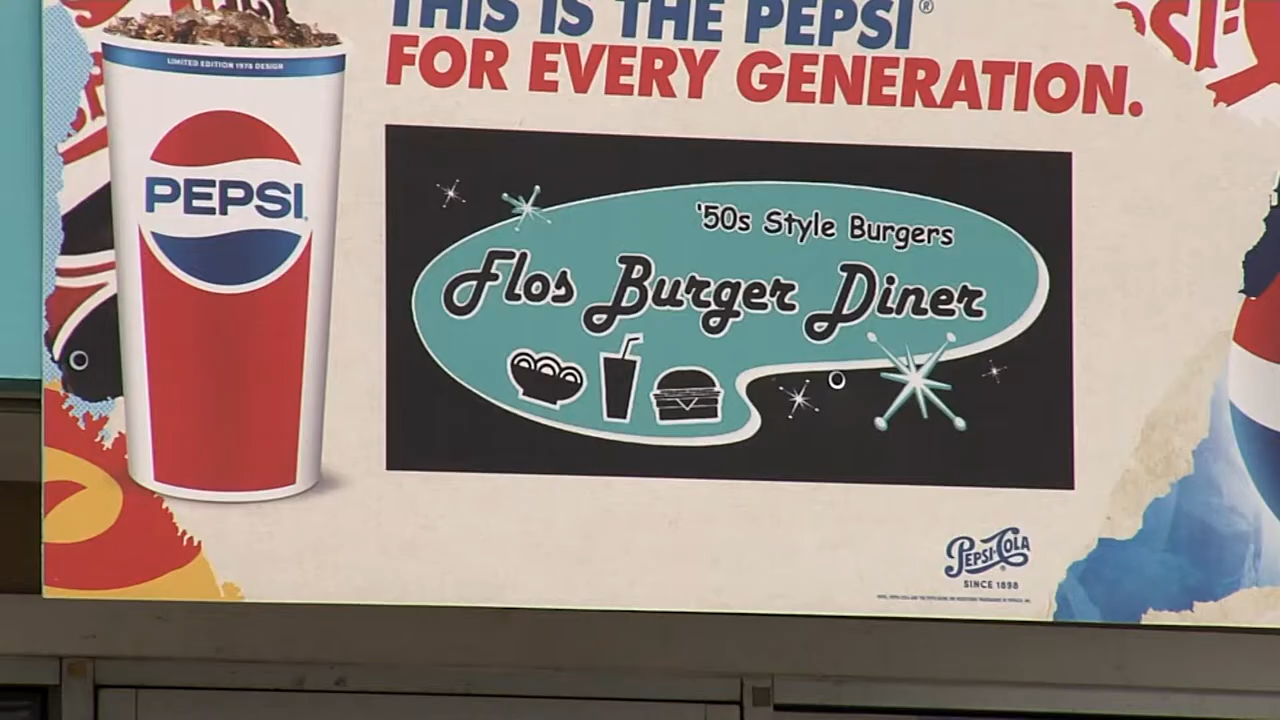 THIS IS THE PEPSI®
FOR EVERY GENERATION.
LIMITED EDITION 1978 DESIGN
PEPSI
'50s Style Burgers
Flos Burger Diner
PEPSI-COLA
SINCE 1898